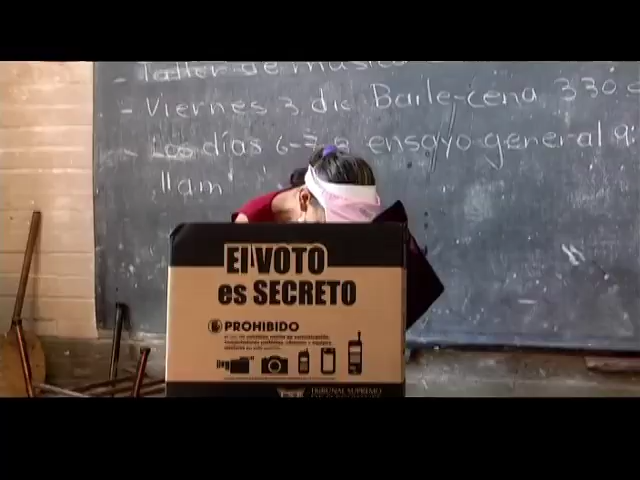 - Taller de musica
- Viernes 3 dic Baile-cena 330
- Los días 6-7-8 ensayo general 9.
11am
El VOTO
es SECRETO
PROHIBIDO
TRIBUNAL SUPREMO